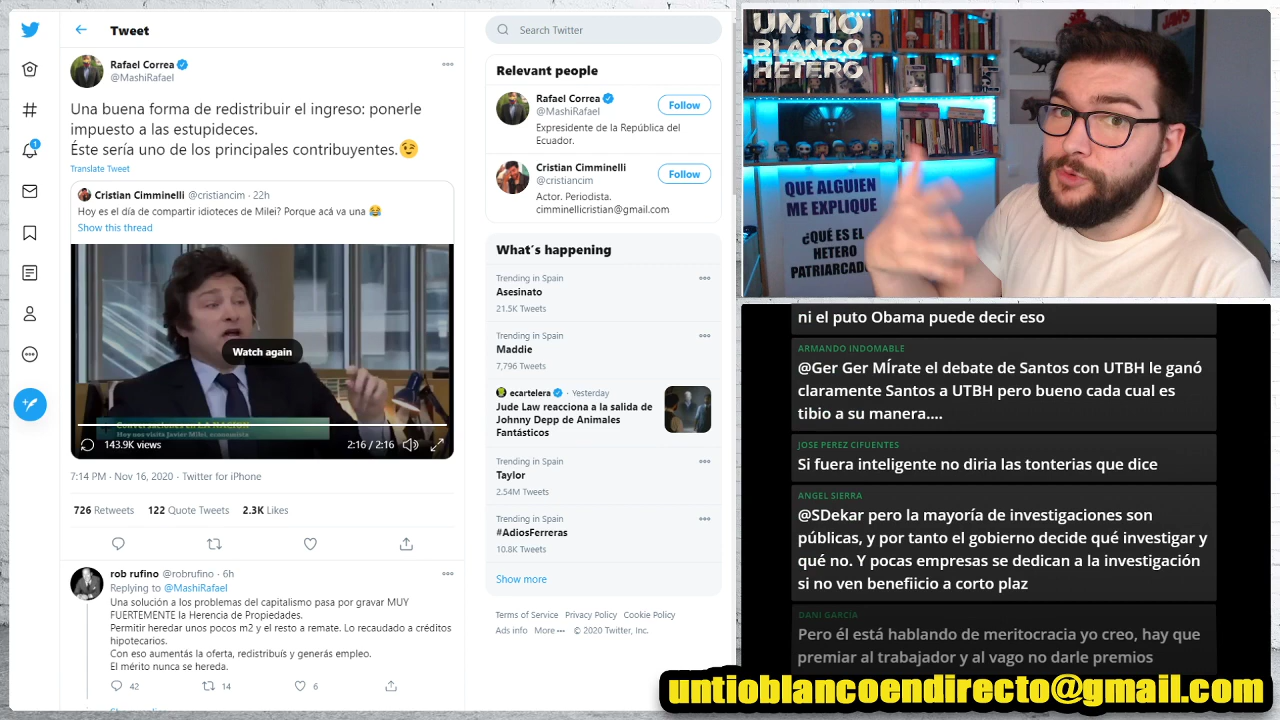 Tweet
Rafael Correa
@MashiRafael
Una buena forma de redistribuir el ingreso: ponerle
impuesto a las estupideces.
Éste sería uno de los principales contribuyentes.😉
Translate Tweet
Cristian Cimminelli @cristiancim · 22h
Hoy es el día de compartir idioteces de Milei? Porque acá va una 😂
Show this thread
Watch again
Conversaciones en LA NACION
Hoy nos visita Javier Milei, economista
143.9K views
2:16 / 2:16
7:14 PM · Nov 16, 2020 · Twitter for iPhone
726 Retweets 122 Quote Tweets 2.3K Likes
rob rufino @robrufino · 6h
Replying to @MashiRafael
Una solución a los problemas del capitalismo pasa por gravar MUY
FUERTEMENTE la Herencia de Propiedades.
Permitir heredar unos pocos m2 y el resto a remate. Lo recaudado a créditos
hipotecarios.
Con eso aumentás la oferta, redistribuís y generás empleo.
El mérito nunca se hereda.
42 14 6
1
Search Twitter
Relevant people
Rafael Correa
@MashiRafael
Follow
Expresidente de la República del
Ecuador.
Cristian Cimminelli
@cristiancim
Follow
Actor. Periodista.
cimminellicristian@gmail.com
What's happening
Trending in Spain
Asesinato
21.5K Tweets
Trending in Spain
Maddie
7,796 Tweets
ecartelera · Yesterday
Jude Law reacciona a la salida de
Johnny Depp de Animales
Fantásticos
Trending in Spain
Taylor
2.54M Tweets
Trending in Spain
#AdiosFerreras
10.8K Tweets
Show more
Terms of Service Privacy Policy Cookie Policy
Ads info More ••• © 2020 Twitter, Inc.
UN TIO
BLANCO
HETERO
QUE ALGUIEN
ME EXPLIQUE
¿QUÉ ES EL
HETERO
PATRIARCADO
ni el puto Obama puede decir eso
ARMANDO INDOMABLE
@Ger Ger MÍrate el debate de Santos con UTBH le ganó
claramente Santos a UTBH pero bueno cada cual es
tibio a su manera....
JOSE PEREZ CIFUENTES
Si fuera inteligente no diria las tonterias que dice
ANGEL SIERRA
@SDekar pero la mayoría de investigaciones son
públicas, y por tanto el gobierno decide qué investigar y
qué no. Y pocas empresas se dedican a la investigación
si no ven benefiicio a corto plaz
DANI GARCIA
Pero él está hablando de meritocracia yo creo, hay que
premiar al trabajador y al vago no darle premios
untioblancoendirecto@gmail.com